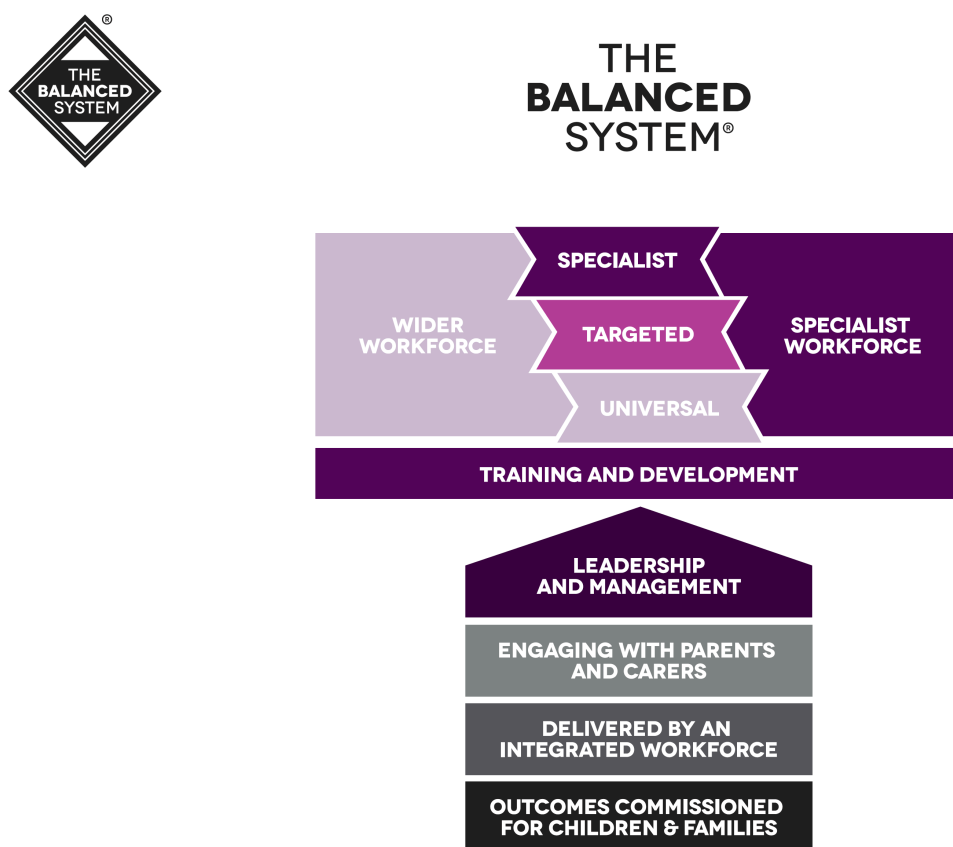 ®
THE
BALANCED
SYSTEM
THE
BALANCED
SYSTEM®
SPECIALIST
WIDER
WORKFORCE
TARGETED
SPECIALIST
WORKFORCE
UNIVERSAL
TRAINING AND DEVELOPMENT
LEADERSHIP
AND MANAGEMENT
ENGAGING WITH PARENTS
AND CARERS
DELIVERED BY AN
INTEGRATED WORKFORCE
OUTCOMES COMMISSIONED
FOR CHILDREN & FAMILIES